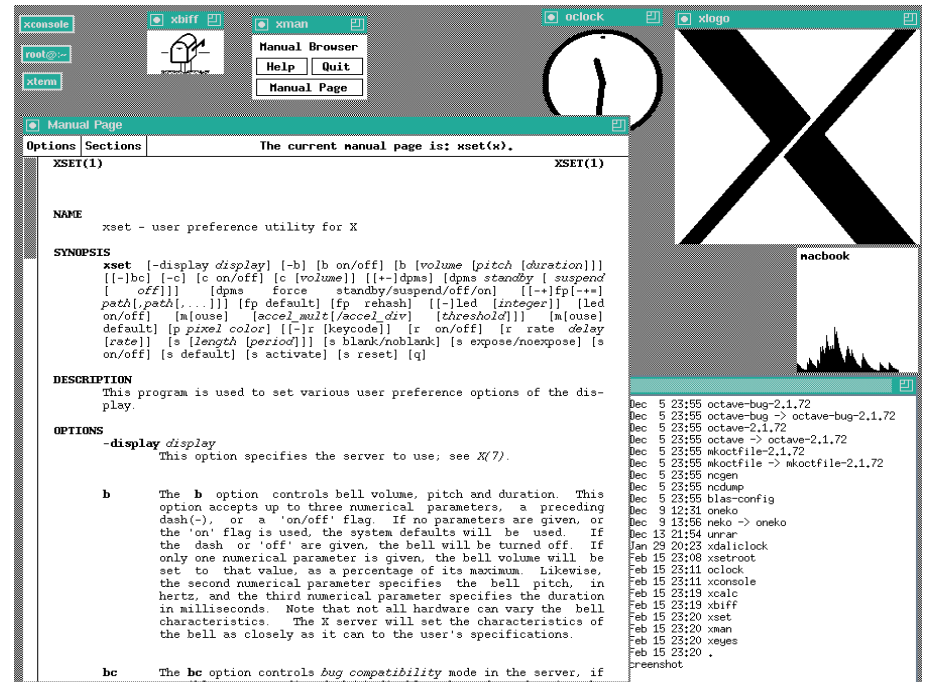 xconsole
root@:~
xterm
xbiff
xman
Manual Browser
Help Quit
Manual Page
oclock
xlogo
Manual Page
Options Sections The current manual page is: xset(x).
XSET(1) XSET(1)
NAME
xset - user preference utility for X
SYNOPSIS
xset [-display display] [-b] [b on/off] [b [volume [pitch [duration]]]
[[-]bc] [-c] [c on/off] [c [volume]] [[+-]dpms] [dpms standby [ suspend
[ off]]] [dpms force standby/suspend/off/on] [[-+]fp[-+=]
path[,path[,...]]] [fp default] [fp rehash] [[-]led [integer]] [led
on/off] [m[ouse] [accel_mult[/accel_div] [threshold]]] [m[ouse]
default] [p pixel color] [[-]r [keycode]] [r on/off] [r rate delay
[rate]] [s [length [period]]] [s blank/noblank] [s expose/noexpose] [s
on/off] [s default] [s activate] [s reset] [q]
DESCRIPTION
This program is used to set various user preference options of the dis-
play.
OPTIONS
-display display
This option specifies the server to use; see X(7).
b The b option controls bell volume, pitch and duration. This
option accepts up to three numerical parameters, a preceding
dash(-), or a 'on/off' flag. If no parameters are given, or
the 'on' flag is used, the system defaults will be used. If
the dash or 'off' are given, the bell will be turned off. If
only one numerical parameter is given, the bell volume will be
set to that value, as a percentage of its maximum. Likewise,
the second numerical parameter specifies the bell pitch, in
hertz, and the third numerical parameter specifies the duration
in milliseconds. Note that not all hardware can vary the bell
characteristics. The X server will set the characteristics of
the bell as closely as it can to the user's specifications.
bc The bc option controls bug compatibility mode in the server, if
macbook
Dec 5 23:55 octave-bug-2.1.72
Dec 5 23:55 octave-bug -> octave-bug-2.1.72
Dec 5 23:55 octave-2.1.72
Dec 5 23:55 octave -> octave-2.1.72
Dec 5 23:55 mkoctfile-2.1.72
Dec 5 23:55 mkoctfile -> mkoctfile-2.1.72
Dec 5 23:55 ncgen
Dec 5 23:55 ncdump
Dec 5 23:55 blas-config
Dec 9 12:31 oneko
Dec 9 13:56 neko -> oneko
Dec 13 21:54 unrar
Jan 29 20:23 xdaliclock
Feb 15 23:08 xsetroot
Feb 15 23:11 oclock
Feb 15 23:11 xconsole
Feb 15 23:19 xcalc
Feb 15 23:19 xbiff
Feb 15 23:20 xset
Feb 15 23:20 xman
Feb 15 23:20 xeyes
Feb 15 23:20 .
creenshot